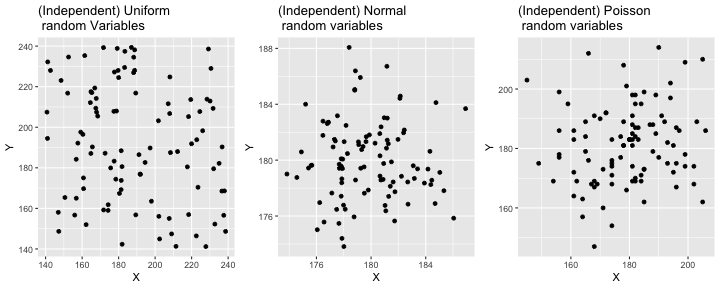 (Independent) Uniform
random Variables
240
220
200
180
160
140
Y
140 160 180 200 220 240
X
(Independent) Normal
random variables
188
184
180
176
Y
176 180 184
X
(Independent) Poisson
random variables
200
180
160
Y
160 180 200
X